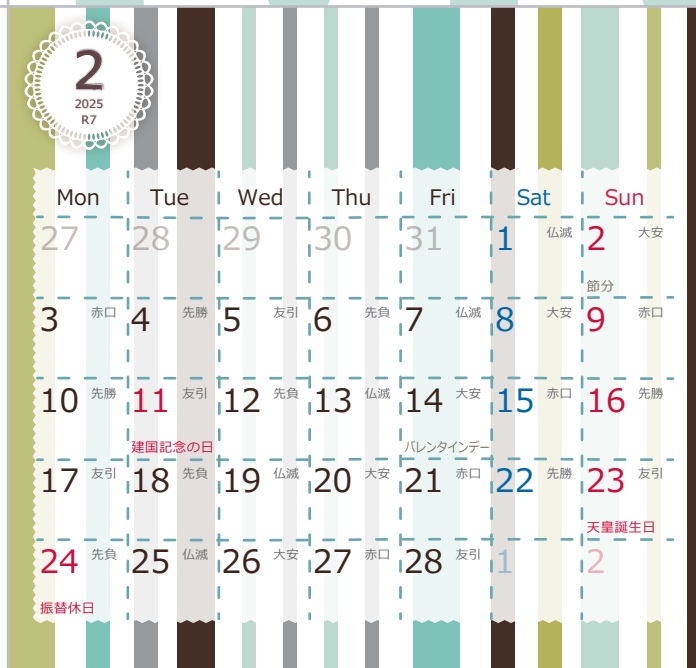 2
2025
R7
Mon Tue Wed Thu Fri Sat Sun
27 28 29 30 31 1 仏滅 2 大安
節分
3 赤口 4 先勝 5 友引 6 先負 7 仏滅 8 大安 9 赤口
10 先勝 11 友引 12 先負 13 仏滅 14 大安 15 赤口 16 先勝
建国記念の日 バレンタインデー
17 友引 18 先負 19 仏滅 20 大安 21 赤口 22 先勝 23 友引
天皇誕生日
24 先負 25 仏滅 26 大安 27 赤口 28 友引 1 2
振替休日